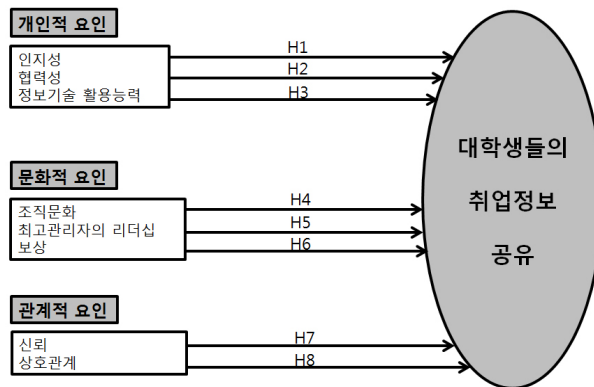 개인적 요인
인지성
협력성
정보기술 활용능력
H1
H2
H3
문화적 요인
조직문화
최고관리자의 리더십
보상
H4
H5
H6
관계적 요인
신뢰
상호관계
H7
H8
대학생들의
취업정보
공유